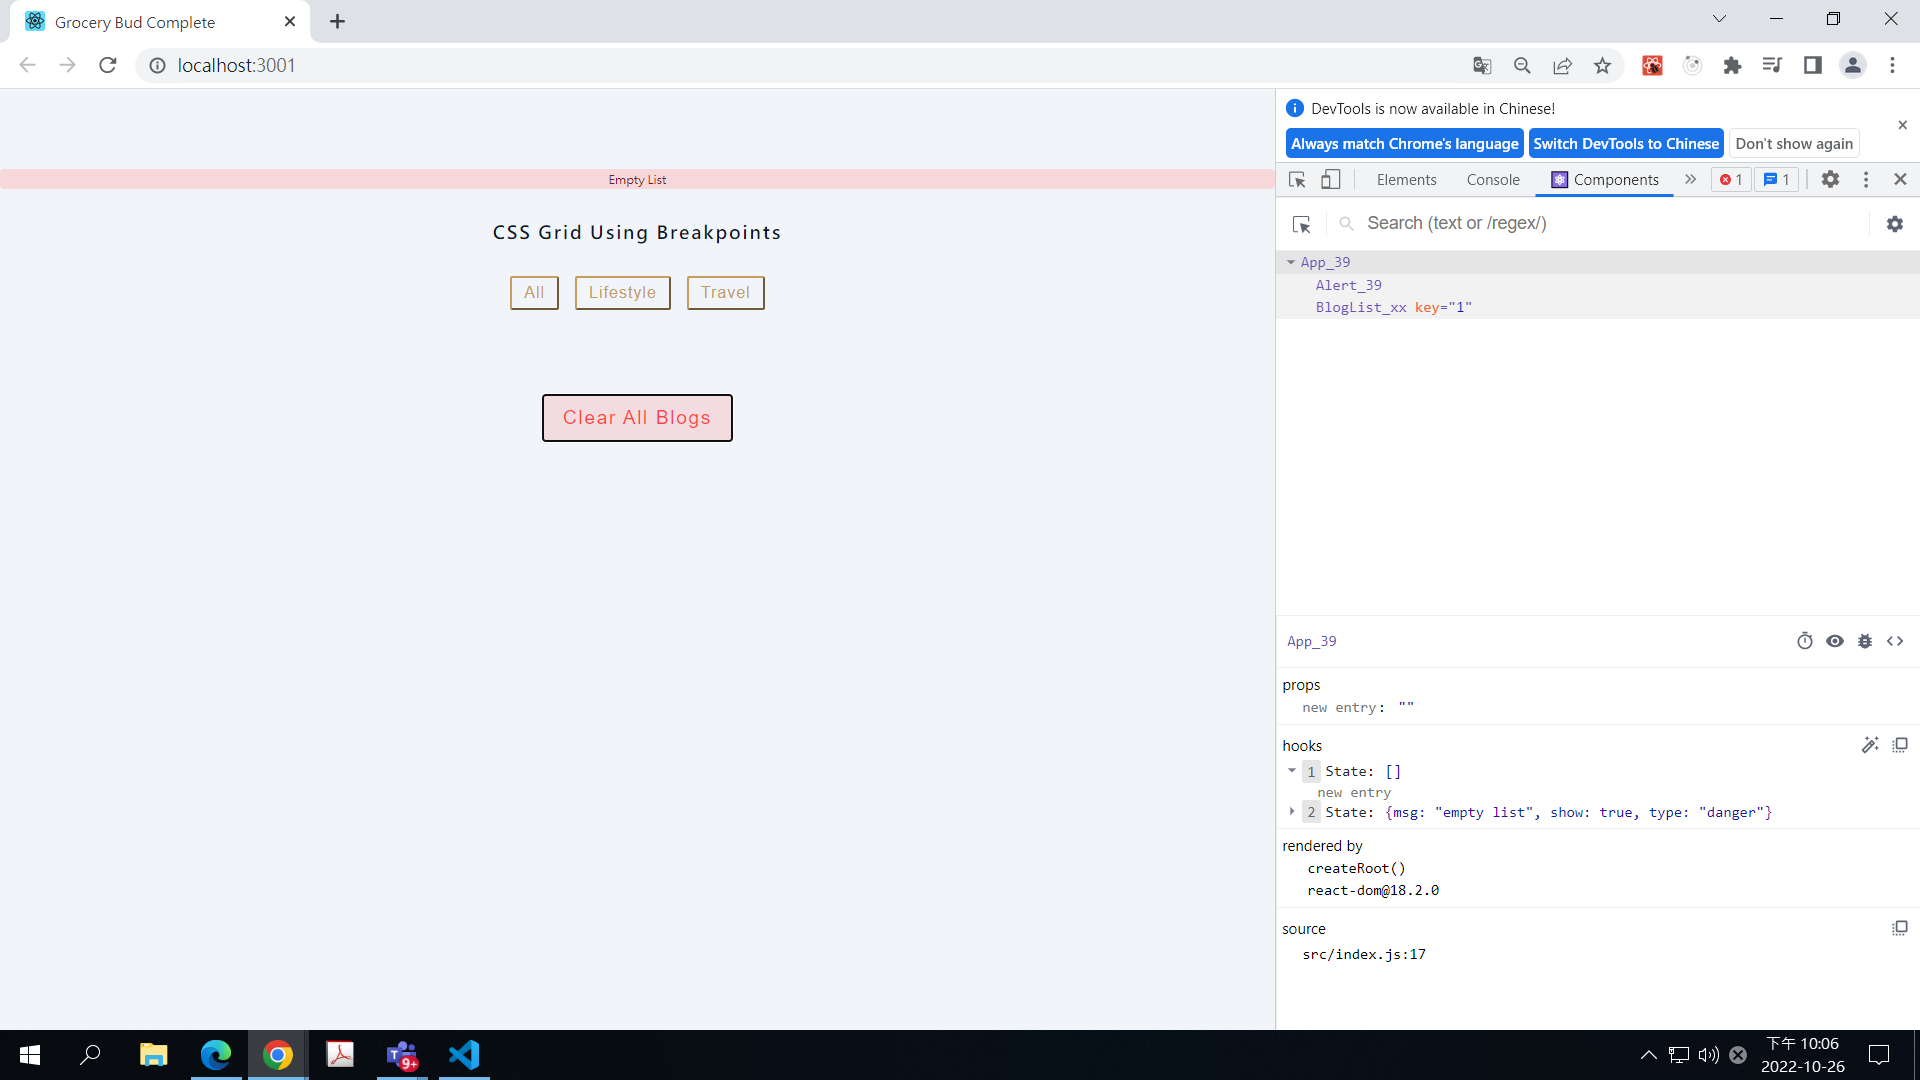 Grocery Bud Complete
localhost:3001
Empty List
CSS Grid Using Breakpoints
All
Lifestyle
Travel
Clear All Blogs
DevTools is now available in Chinese!
Always match Chrome's language
Switch DevTools to Chinese
Don't show again
Elements
Console
Components
1
1
Search (text or /regex/)
App_39
Alert_39
BlogList_xx key="1"
App_39
props
new entry: ""
hooks
1 State: []
new entry
2 State: {msg: "empty list", show: true, type: "danger"}
rendered by
createRoot()
react-dom@18.2.0
source
src/index.js:17
T
9+
下午 10:06
2022-10-26